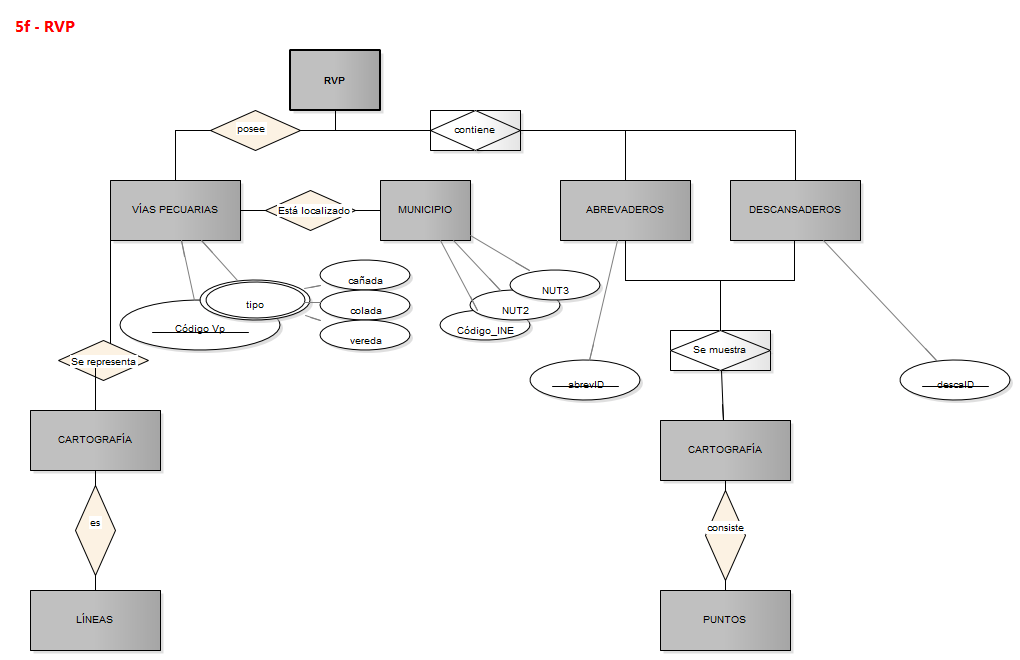 5f - RVP
RVP
posee
contiene
VÍAS PECUARIAS
Está localizado
MUNICIPIO
ABREVADEROS
DESCANSADEROS
cañada
tipo
colada
vereda
Código Vp
NUT3
NUT2
Código_INE
Se muestra
Se representa
abrevID
descaID
CARTOGRAFÍA
CARTOGRAFÍA
es
consiste
LÍNEAS
PUNTOS